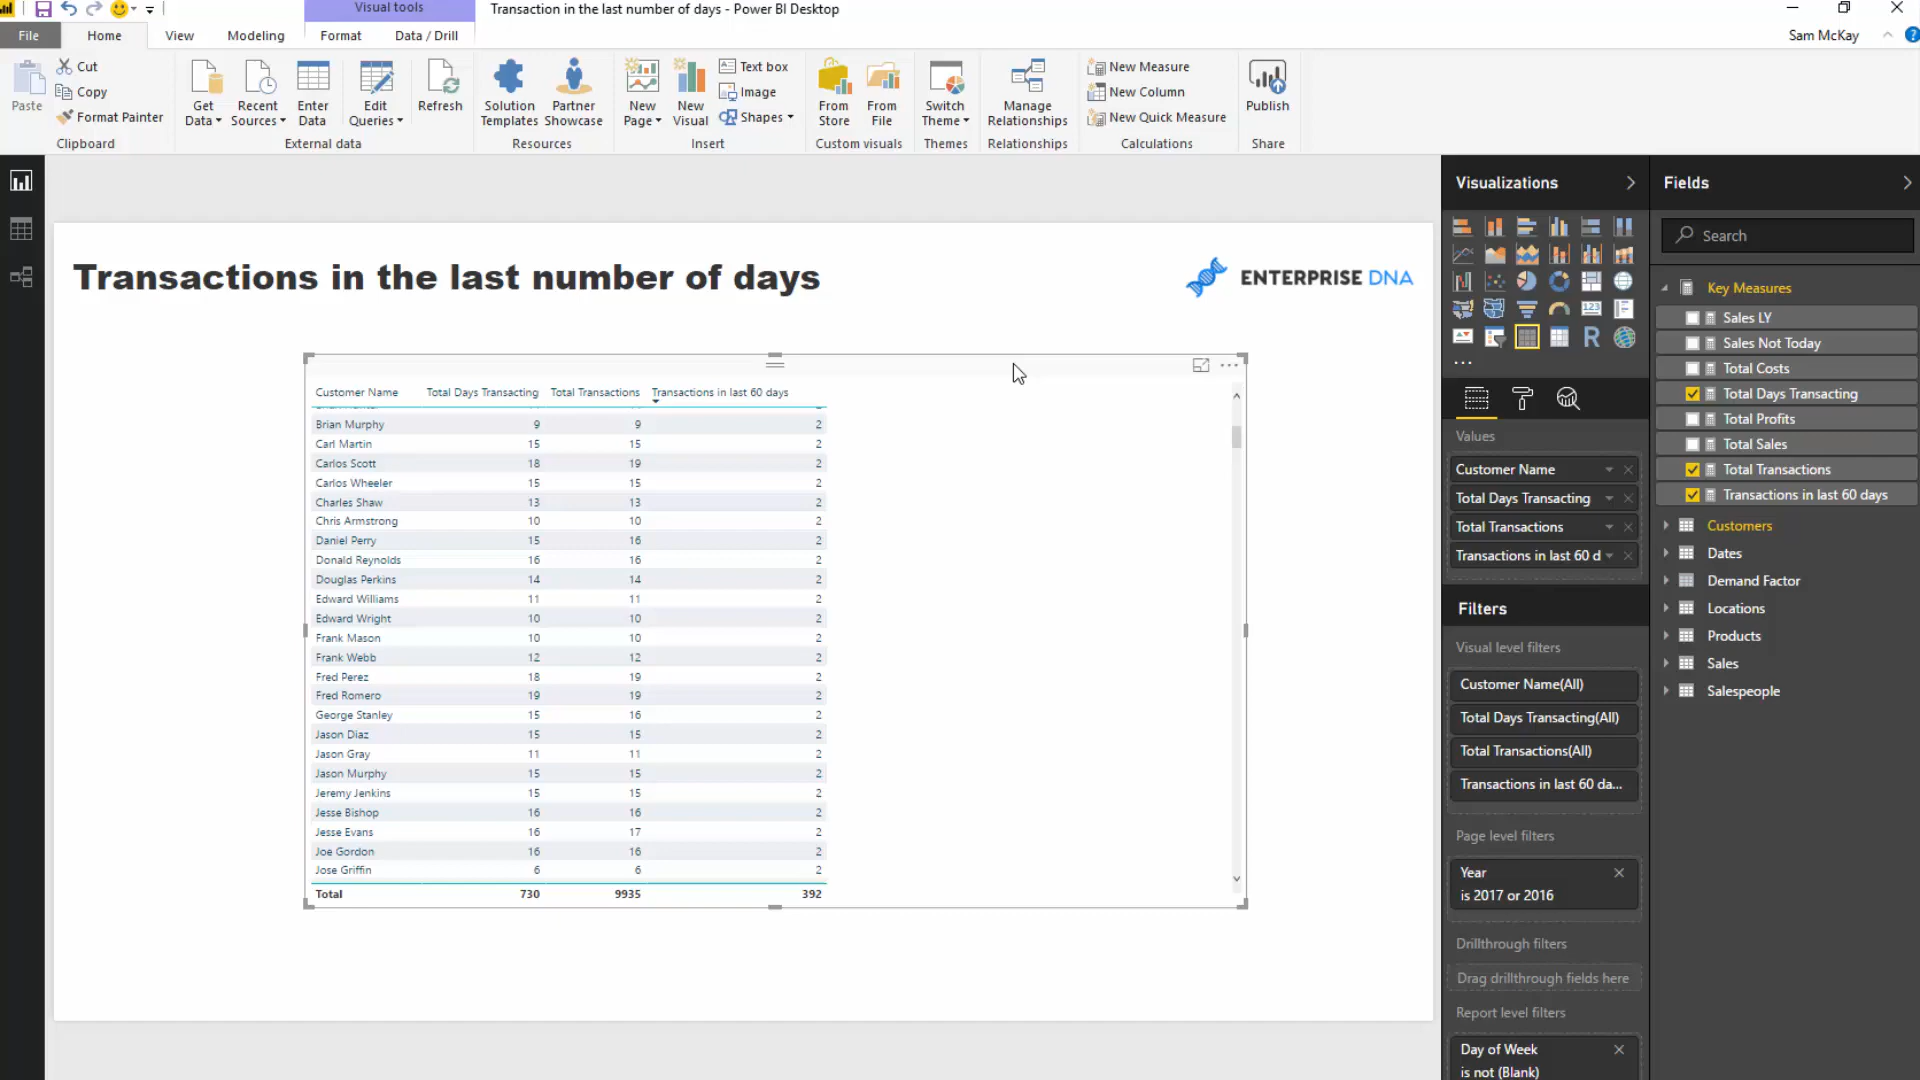 Visual tools
Transaction in the last number of days - Power BI Desktop
File
Home
View
Modeling
Format
Data / Drill
Sam McKay
Paste
Cut
Copy
Format Painter
Clipboard
Get Data
Recent Sources
Enter Data
Edit Queries
Refresh
External data
Solution Templates
Partner Showcase
Resources
New Page
New Visual
Text box
Image
Shapes
Insert
From Store
From File
Custom visuals
Switch Theme
Themes
Manage Relationships
Relationships
New Measure
New Column
New Quick Measure
Calculations
Publish
Share
Transactions in the last number of days
ENTERPRISE DNA
Customer Name Total Days Transacting Total Transactions Transactions in last 60 days
Brian Murphy 9 9 2
Carl Martin 15 15 2
Carlos Scott 18 19 2
Carlos Wheeler 15 15 2
Charles Shaw 13 13 2
Chris Armstrong 10 10 2
Daniel Perry 15 16 2
Donald Reynolds 16 16 2
Douglas Perkins 14 14 2
Edward Williams 11 11 2
Edward Wright 10 10 2
Frank Mason 10 10 2
Frank Webb 12 12 2
Fred Perez 18 19 2
Fred Romero 19 19 2
George Stanley 15 16 2
Jason Diaz 15 15 2
Jason Gray 11 11 2
Jason Murphy 15 15 2
Jeremy Jenkins 15 15 2
Jesse Bishop 16 16 2
Jesse Evans 16 17 2
Joe Gordon 16 16 2
Jose Griffin 6 6 2
Total 730 9935 392
Visualizations
123
R
Values
Customer Name
Total Days Transacting
Total Transactions
Transactions in last 60 d
Filters
Visual level filters
Customer Name(All)
Total Days Transacting(All)
Total Transactions(All)
Transactions in last 60 da...
Page level filters
Year
is 2017 or 2016
Drillthrough filters
Drag drillthrough fields here
Report level filters
Day of Week
is not (Blank)
Fields
Search
Key Measures
Sales LY
Sales Not Today
Total Costs
Total Days Transacting
Total Profits
Total Sales
Total Transactions
Transactions in last 60 days
Customers
Dates
Demand Factor
Locations
Products
Sales
Salespeople